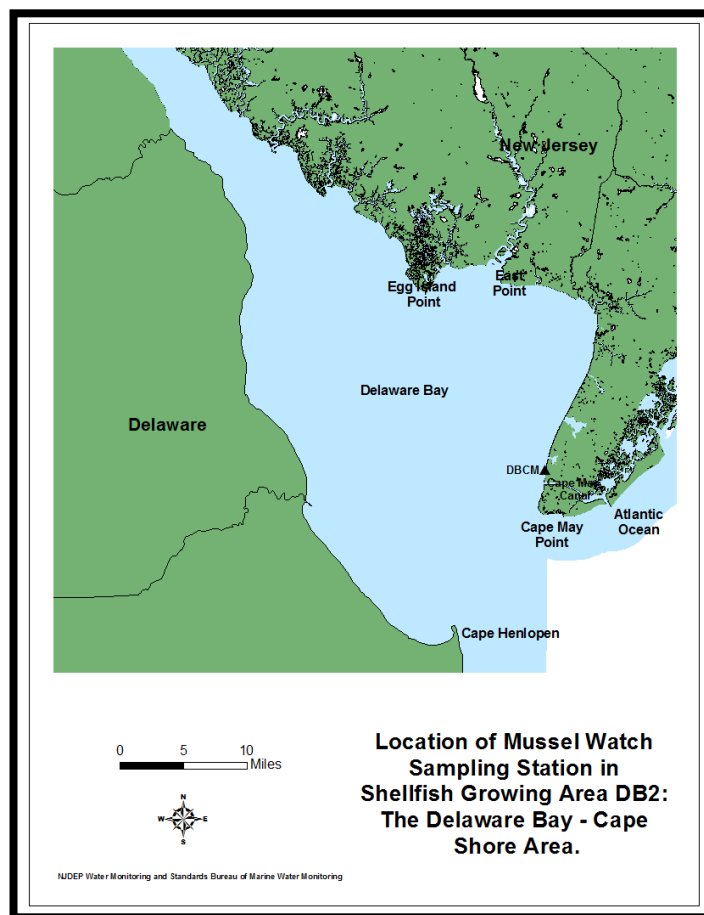 New Jersey
Egg Island
Point
East
Point
Delaware Bay
Delaware
DBCM
Cape May
Canal
Cape May
Point
Atlantic
Ocean
Cape Henlopen
0 5 10
Miles
N
W E
S
Location of Mussel Watch
Sampling Station in
Shellfish Growing Area DB2:
The Delaware Bay - Cape
Shore Area.
NJDEP Water Monitoring and Standards Bureau of Marine Water Monitoring